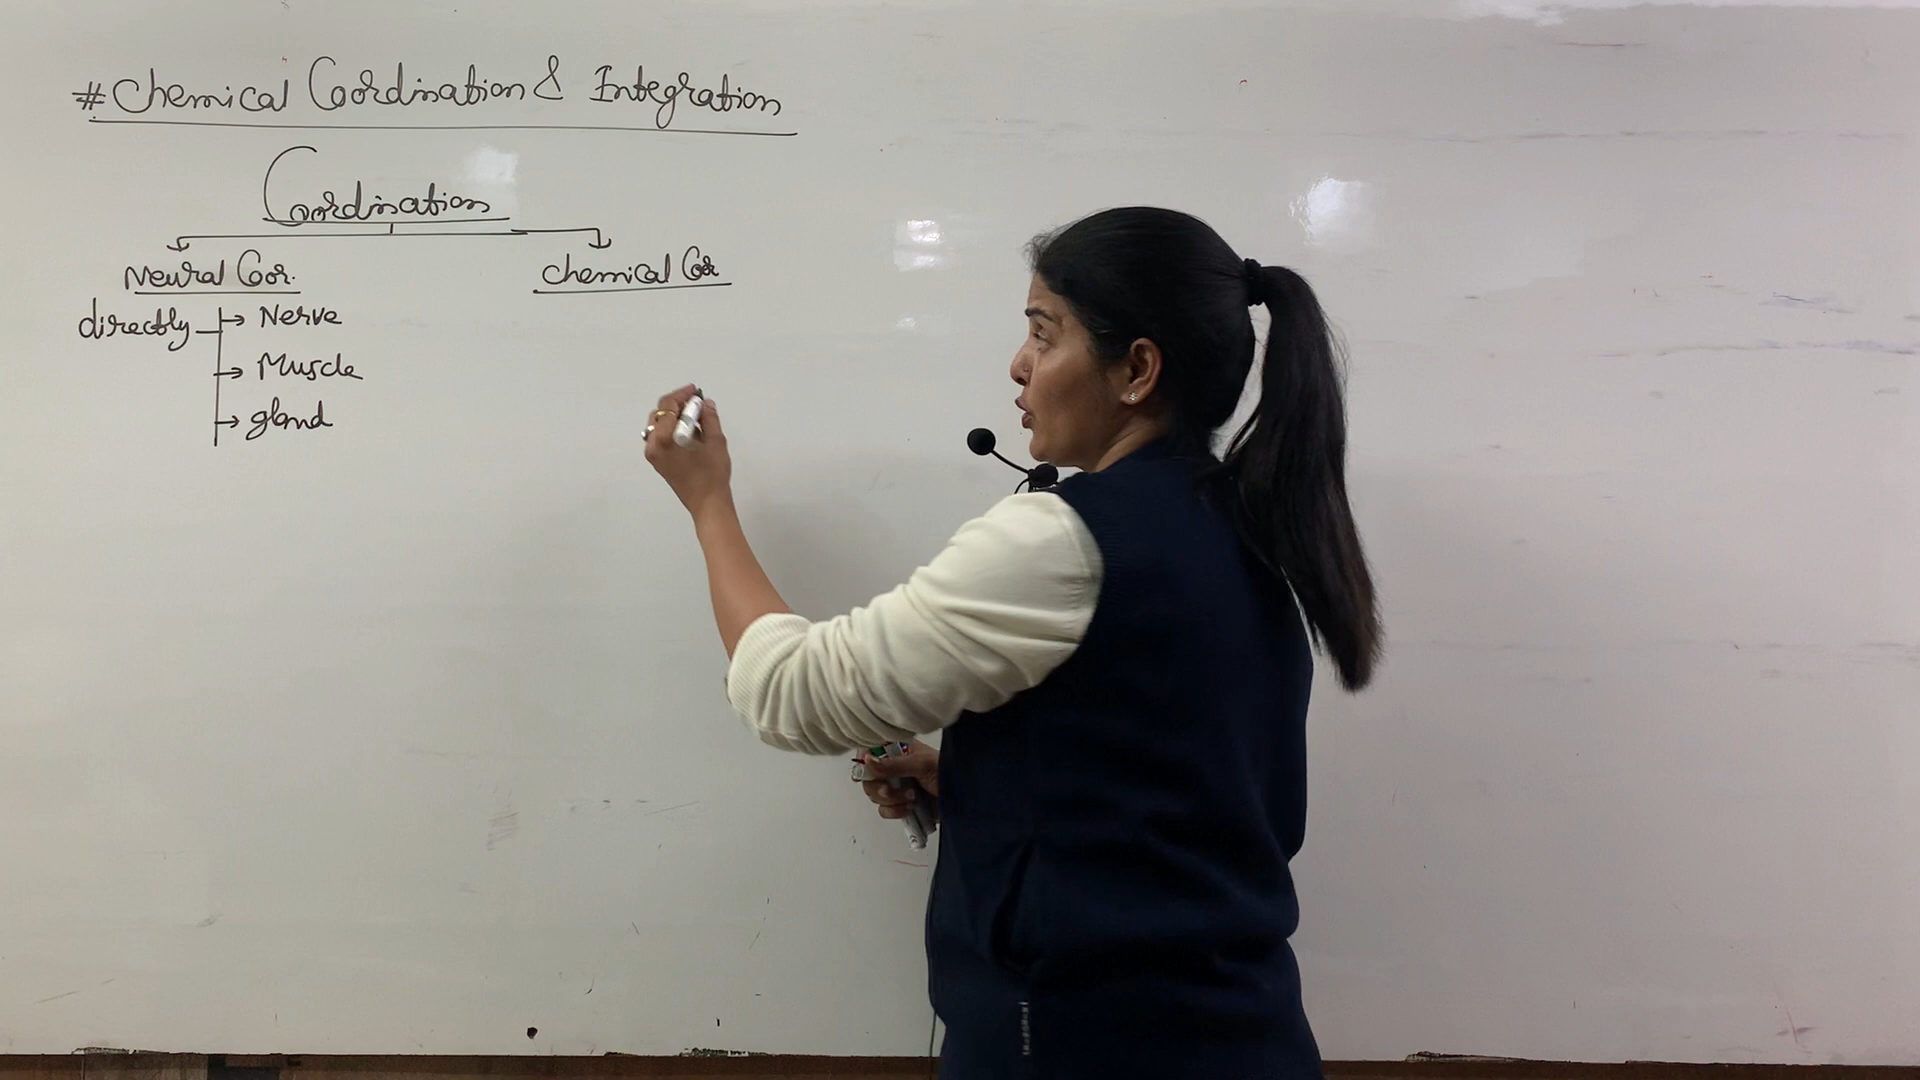 #Chemical Coordination & Integration
Coordination
Neural Cor.
Chemical Cor
directly → Nerve
→ Muscle
→ gland